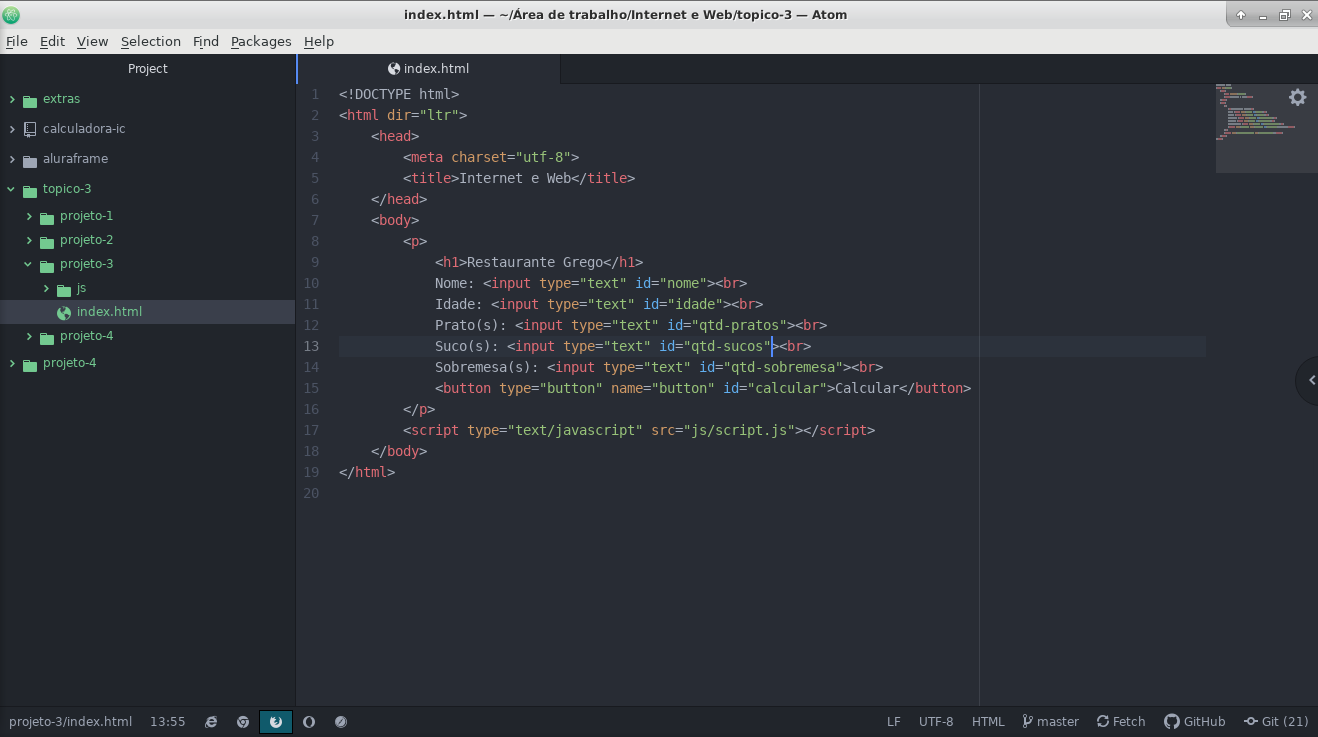 index.html — ~/Área de trabalho/Internet e Web/topico-3 — Atom
File Edit View Selection Find Packages Help
Project
extras
calculadora-ic
aluraframe
topico-3
projeto-1
projeto-2
projeto-3
js
index.html
projeto-4
projeto-4
index.html
1 <!DOCTYPE html>
2 <html dir="ltr">
3 <head>
4 <meta charset="utf-8">
5 <title>Internet e Web</title>
6 </head>
7 <body>
8 <p>
9 <h1>Restaurante Grego</h1>
10 Nome: <input type="text" id="nome"><br>
11 Idade: <input type="text" id="idade"><br>
12 Prato(s): <input type="text" id="qtd-pratos"><br>
13 Suco(s): <input type="text" id="qtd-sucos"><br>
14 Sobremesa(s): <input type="text" id="qtd-sobremesa"><br>
15 <button type="button" name="button" id="calcular">Calcular</button>
16 </p>
17 <script type="text/javascript" src="js/script.js"></script>
18 </body>
19 </html>
20
projeto-3/index.html 13:55 LF UTF-8 HTML master Fetch GitHub Git (21)